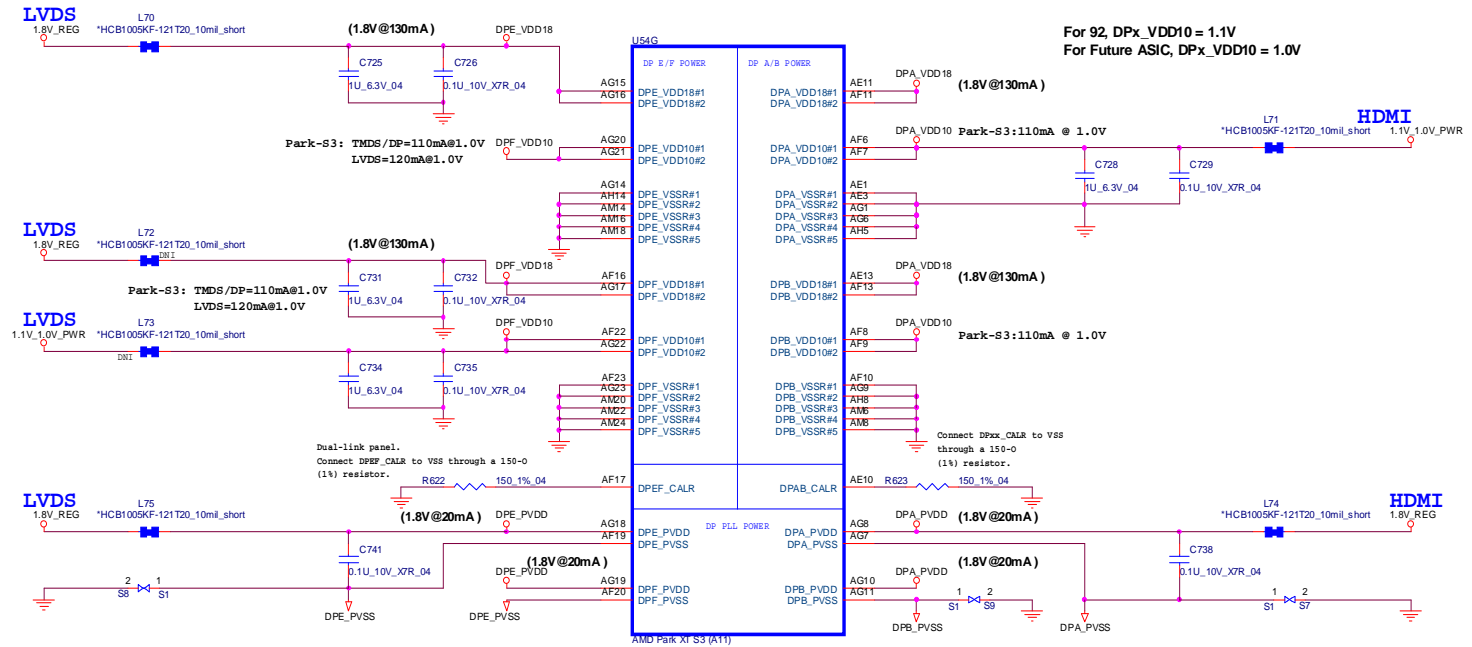 LVDS
1.8V_REG
L70
*HCB1005KF-121T20_10mil_short
(1.8V@130mA)
DPE_VDD18
C725
1U_6.3V_04
C726
0.1U_10V_X7R_04
U54G
DP E/F POWER
DP A/B POWER
For 92, DPx_VDD10 = 1.1V
For Future ASIC, DPx_VDD10 = 1.0V
AG15
AG16
DPE_VDD18#1
DPE_VDD18#2
DPA_VDD18#1
DPA_VDD18#2
AE11
AF11
DPA_VDD18
(1.8V@130mA)
Park-S3: TMDS/DP=110mA@1.0V
LVDS=120mA@1.0V
DPF_VDD10
AG20
AG21
DPE_VDD10#1
DPE_VDD10#2
DPA_VDD10#1
DPA_VDD10#2
AF6
AF7
DPA_VDD10
Park-S3:110mA @ 1.0V
L71
*HCB1005KF-121T20_10mil_short
HDMI
1.1V_1.0V_PWR
C728
1U_6.3V_04
C729
0.1U_10V_X7R_04
AG14
AH14
AM14
AM16
AM18
DPE_VSSR#1
DPE_VSSR#2
DPE_VSSR#3
DPE_VSSR#4
DPE_VSSR#5
DPA_VSSR#1
DPA_VSSR#2
DPA_VSSR#3
DPA_VSSR#4
DPA_VSSR#5
AE1
AE3
AG1
AG6
AH5
LVDS
1.8V_REG
L72
*HCB1005KF-121T20_10mil_short
DNI
(1.8V@130mA)
DPF_VDD18
C731
1U_6.3V_04
C732
0.1U_10V_X7R_04
Park-S3: TMDS/DP=110mA@1.0V
LVDS=120mA@1.0V
AF16
AG17
DPF_VDD18#1
DPF_VDD18#2
DPB_VDD18#1
DPB_VDD18#2
AE13
AF13
DPA_VDD18
(1.8V@130mA)
LVDS
1.1V_1.0V_PWR
L73
*HCB1005KF-121T20_10mil_short
DNI
DPF_VDD10
C734
1U_6.3V_04
C735
0.1U_10V_X7R_04
AF22
AG22
DPF_VDD10#1
DPF_VDD10#2
DPB_VDD10#1
DPB_VDD10#2
AF8
AF9
DPA_VDD10
Park-S3:110mA @ 1.0V
AF23
AG23
AM20
AM22
AM24
DPF_VSSR#1
DPF_VSSR#2
DPF_VSSR#3
DPF_VSSR#4
DPF_VSSR#5
DPB_VSSR#1
DPB_VSSR#2
DPB_VSSR#3
DPB_VSSR#4
DPB_VSSR#5
AF10
AG9
AH8
AM6
AM8
Dual-link panel.
Connect DPEF_CALR to VSS through a 150-O
(1%) resistor.
Connect DPxx_CALR to VSS
through a 150-O
(1%) resistor.
R622
150_1%_04
AF17
DPEF_CALR
DPAB_CALR
AE10
R623
150_1%_04
LVDS
1.8V_REG
L75
*HCB1005KF-121T20_10mil_short
(1.8V@20mA)
DPE_PVDD
C741
0.1U_10V_X7R_04
DP PLL POWER
AG18
AF19
DPE_PVDD
DPE_PVSS
DPA_PVDD
DPA_PVSS
AG8
AG7
DPA_PVDD
(1.8V@20mA)
L74
*HCB1005KF-121T20_10mil_short
HDMI
1.8V_REG
C738
0.1U_10V_X7R_04
(1.8V@20mA)
DPE_PVDD
AG19
AF20
DPF_PVDD
DPF_PVSS
DPB_PVDD
DPB_PVSS
AG10
AG11
DPA_PVDD
(1.8V@20mA)
2
1
S8
S1
DPE_PVSS
DPE_PVSS
DPB_PVSS
1
2
S1
S9
DPA_PVSS
1
2
S1
S7
AMD Park XT S3 (A11)